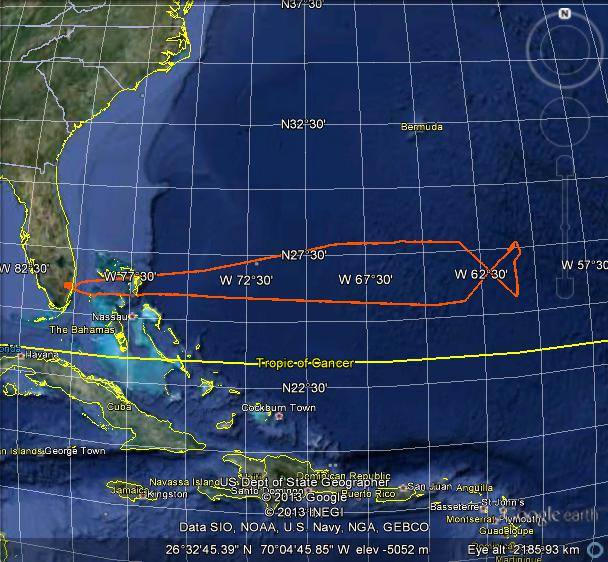 N37°30'
N
N32°30'
Bermuda
N27°30'
W 82°30'
W 77°30'
W 72°30'
W 67°30'
W 62°30'
W 57°30'
Nassau
The Bahamas
Havana
Tropic of Cancer
N22°30'
Cuba
Cockburn Town
George Town
Navassa Island
US Dept of State Geographer
Dominican Republic
Jamaica
Kingston
Santo
© 2013 Google
Puerto Rico
San Juan
Anguilla
© 2013 INEGI
Basseterre
St John's
Montserrat
Plymouth
Google earth
Data SIO, NOAA, U.S. Navy, NGA, GEBCO
Guadeloupe
26°32'45.39" N 70°04'45.85" W elev -5052 m
Eye alt 2185.93 km
Martinique